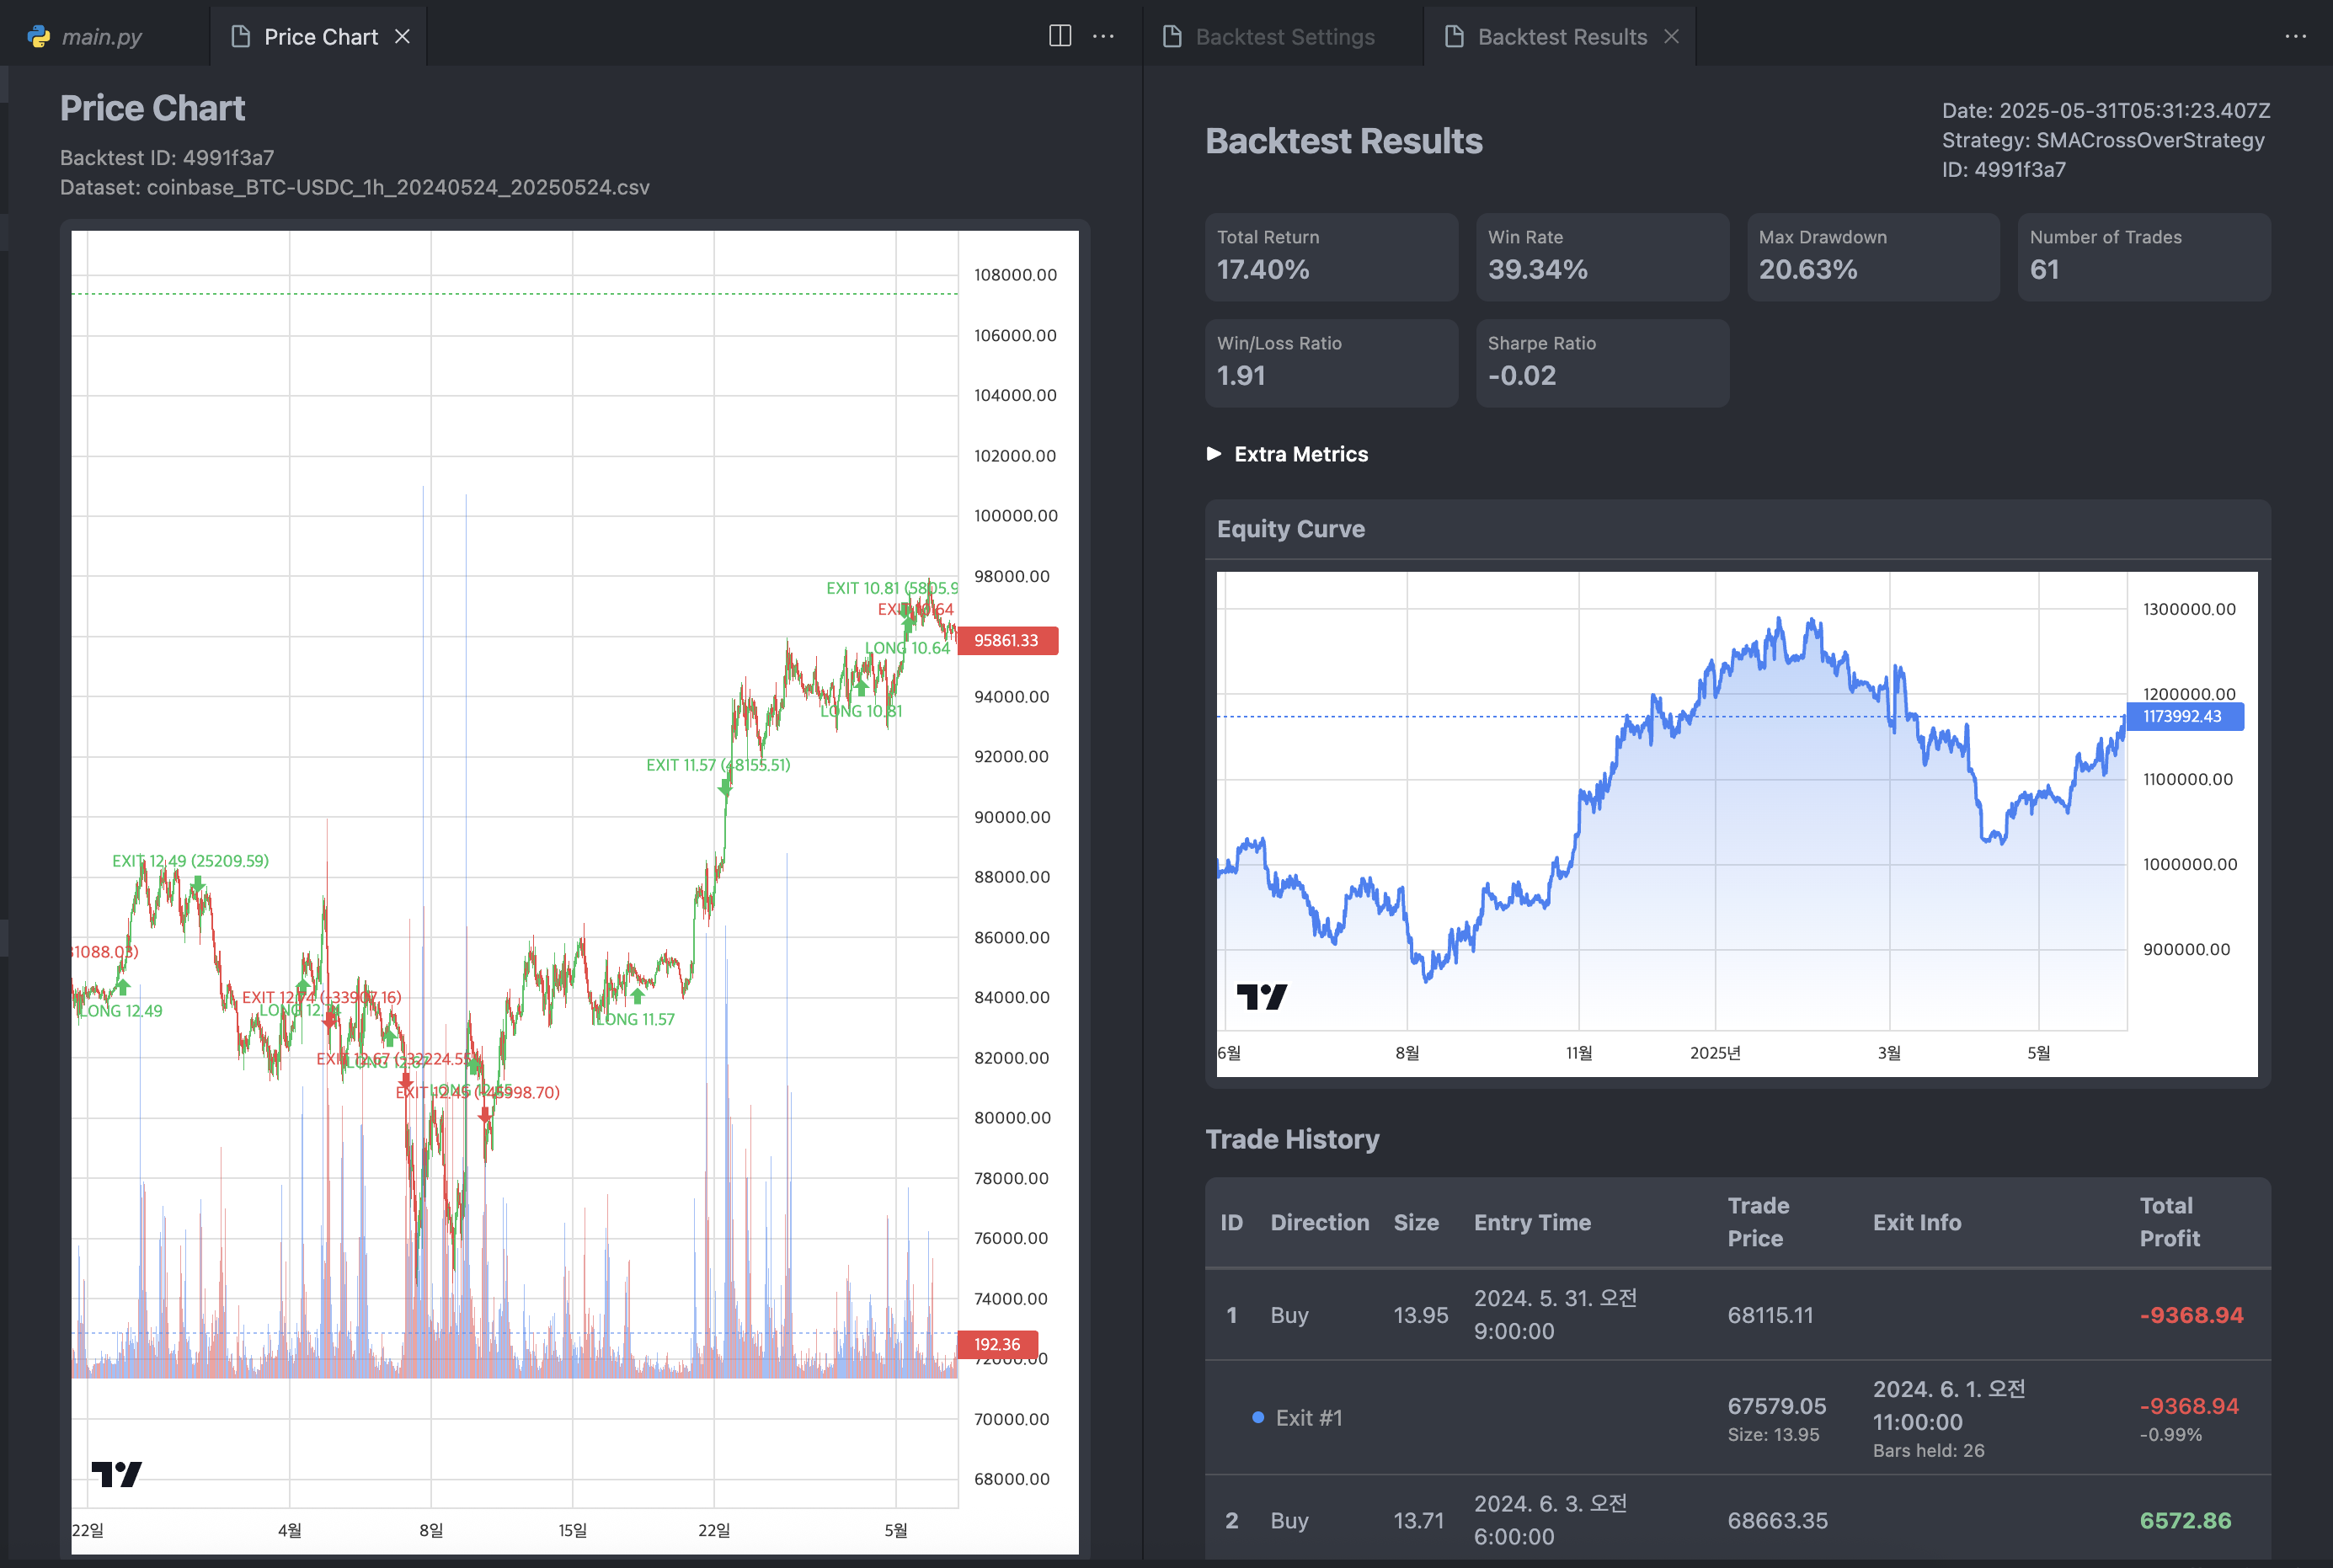 main.py
Price Chart
Backtest Settings
Backtest Results
Price Chart
Backtest ID: 4991f3a7
Dataset: coinbase_BTC-USDC_1h_20240524_20250524.csv
108000.00
106000.00
104000.00
102000.00
100000.00
98000.00
95861.33
94000.00
92000.00
90000.00
88000.00
86000.00
84000.00
82000.00
80000.00
78000.00
76000.00
74000.00
192.36
72000.00
70000.00
68000.00
EXIT 10.81 (5805.9
EXIT 10.64
LONG 10.64
LONG 10.81
EXIT 11.57 (48155.51)
EXIT 12.49 (25209.59)
31088.03)
LONG 12.49
EXIT 12.74 (-33907.16)
LONG 12.74
LONG 11.57
EXIT 12.67 (-32224.55)
LONG 12.67
EXIT 12.45 (-45998.70)
LONG 12.45
22일
4월
8일
15일
22일
5월
Backtest Results
Date: 2025-05-31T05:31:23.407Z
Strategy: SMACrossOverStrategy
ID: 4991f3a7
Total Return
17.40%
Win Rate
39.34%
Max Drawdown
20.63%
Number of Trades
61
Win/Loss Ratio
1.91
Sharpe Ratio
-0.02
Extra Metrics
Equity Curve
1300000.00
1200000.00
1173992.43
1100000.00
1000000.00
900000.00
6월
8월
11월
2025년
3월
5월
Trade History
ID Direction Size Entry Time Trade Price Exit Info Total Profit
1 Buy 13.95 2024. 5. 31. 오전 9:00:00 68115.11 -9368.94
Exit #1 67579.05 2024. 6. 1. 오전 11:00:00 -9368.94
Size: 13.95 Bars held: 26 -0.99%
2 Buy 13.71 2024. 6. 3. 오전 6:00:00 68663.35 6572.86